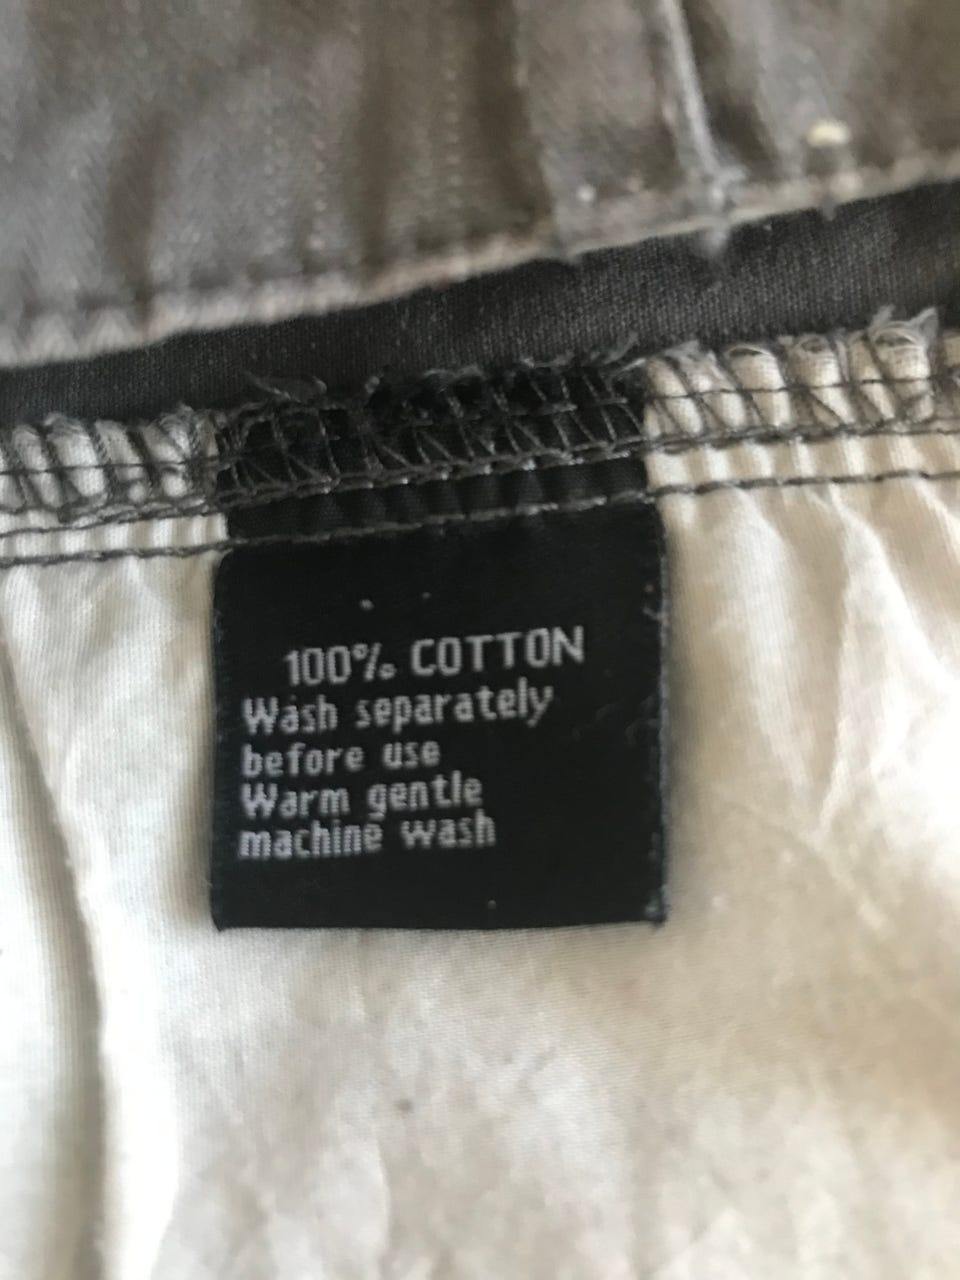 100% COTTON
Wash separately
before use
Warm gentle
machine wash